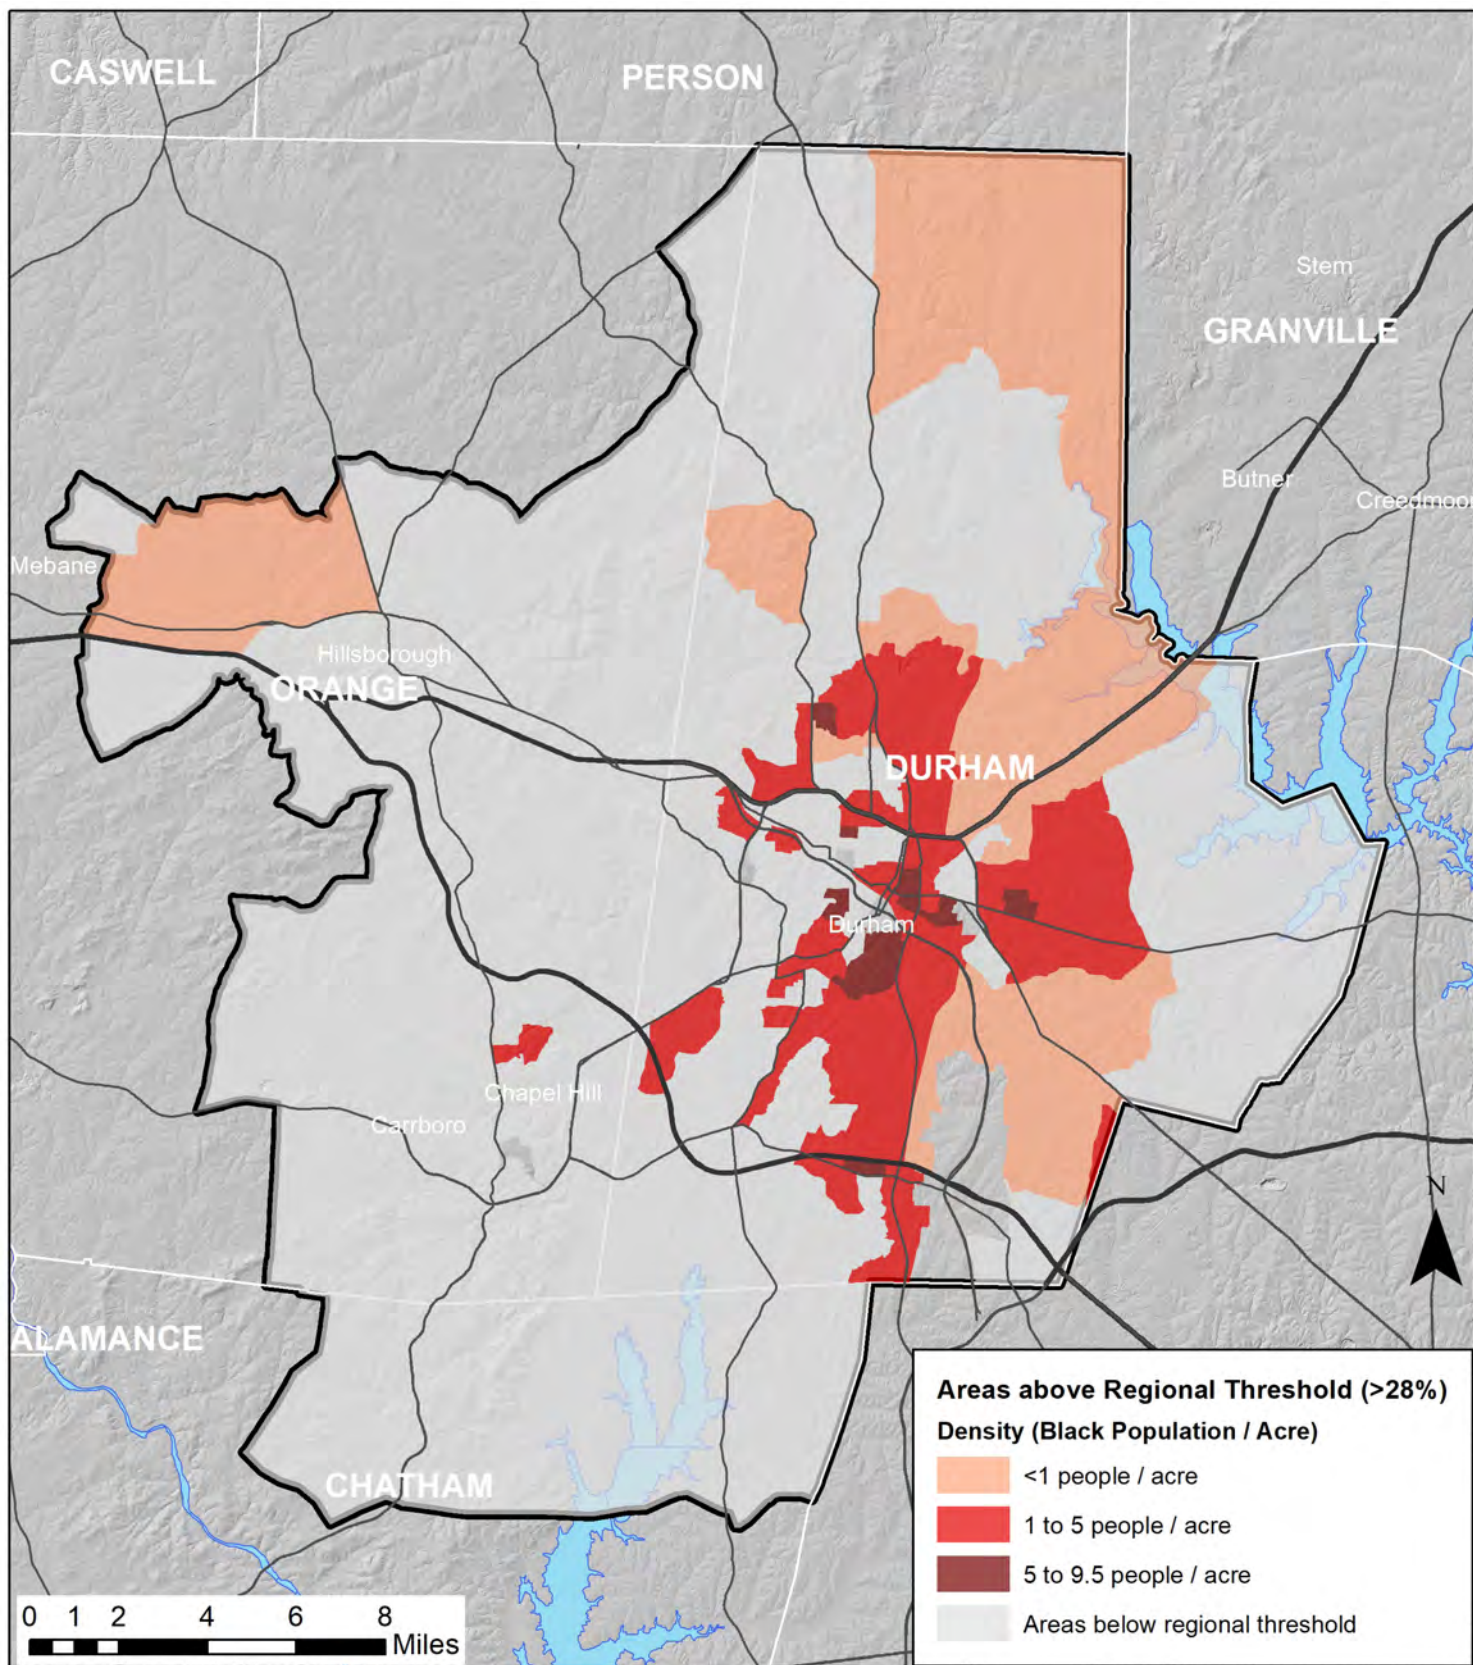 CASWELL
PERSON
Stem
GRANVILLE
Butner
Creedmoor
Mebane
Hillsborough
ORANGE
DURHAM
Durham
Chapel Hill
Carrboro
N
ALAMANCE
CHATHAM
Areas above Regional Threshold (>28%)
Density (Black Population / Acre)
<1 people / acre
1 to 5 people / acre
5 to 9.5 people / acre
Areas below regional threshold
0 1 2 4 6 8
Miles